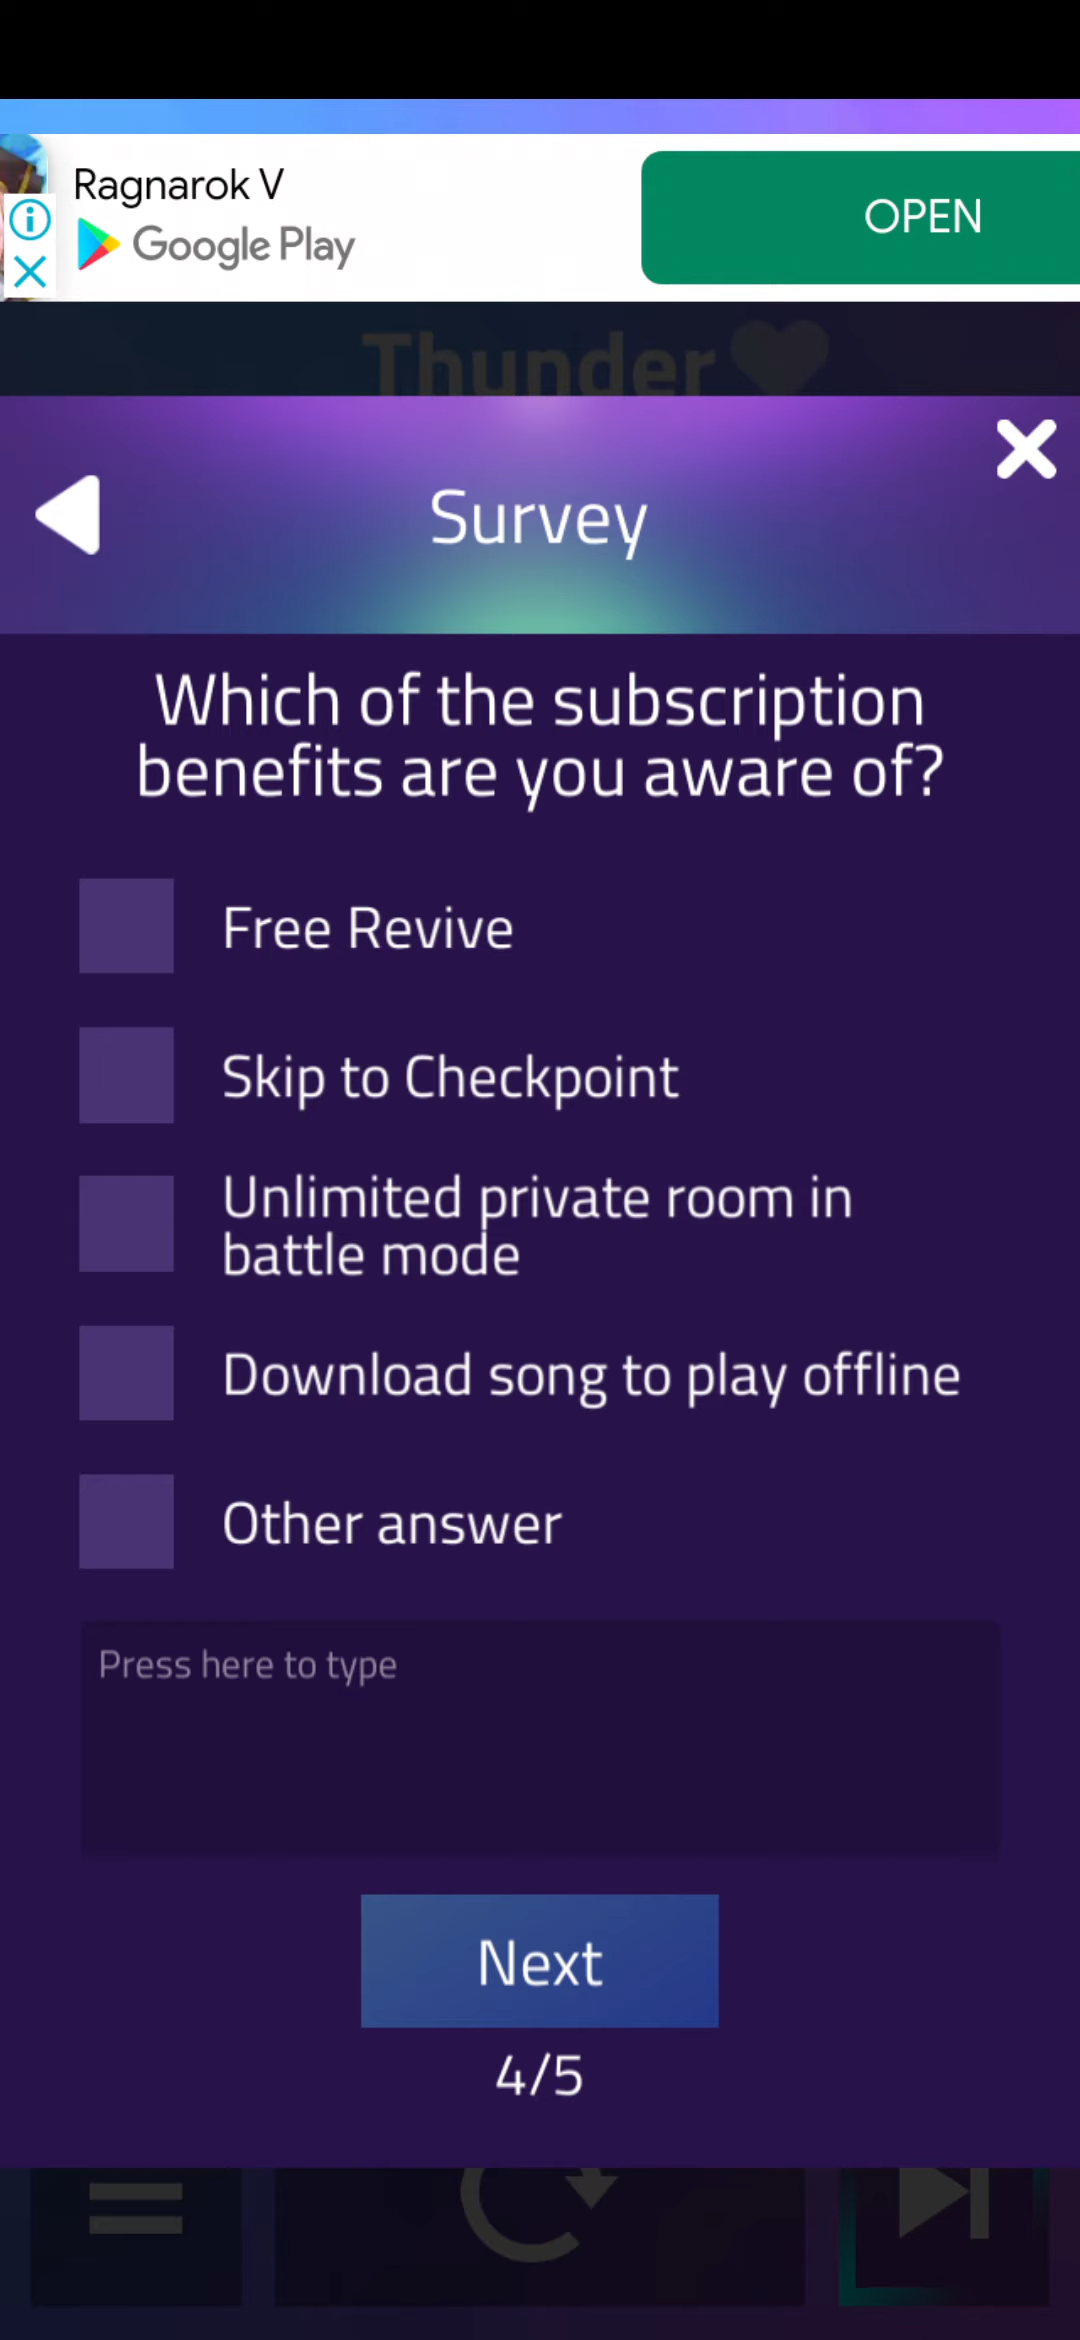 Ragnarok V
Google Play
OPEN
Thunder
Survey
Which of the subscription
benefits are you aware of?
Free Revive
Skip to Checkpoint
Unlimited private room in
battle mode
Download song to play offline
Other answer
Press here to type
Next
4/5